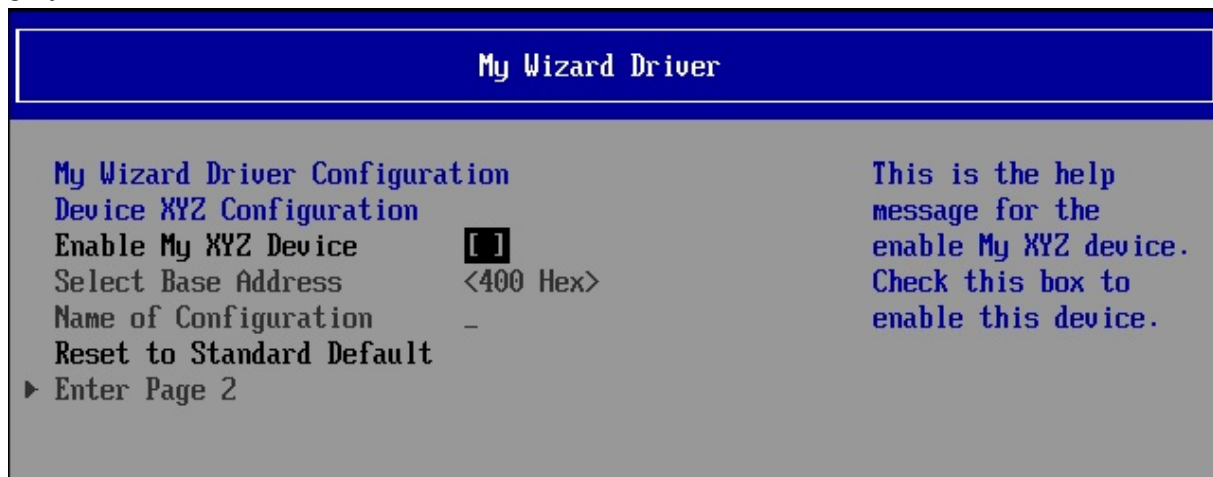 My Wizard Driver
My Wizard Driver Configuration
Device XYZ Configuration
Enable My XYZ Device [ ]
Select Base Address <400 Hex>
Name of Configuration _
Reset to Standard Default
▶ Enter Page 2
This is the help
message for the
enable My XYZ device.
Check this box to
enable this device.